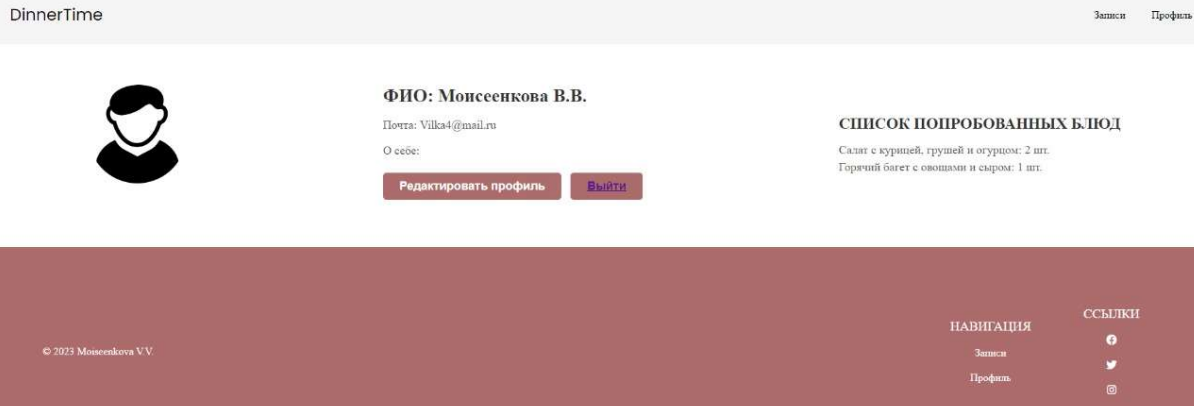 DinnerTime
Записи
Профиль
ФИО: Моисеенкова В.В.
Почта: Vilka4@mail.ru
О себе:
Редактировать профиль
Выйти
СПИСОК ПОПРОБОВАННЫХ БЛЮД
Салат с курицей, грушей и огурцом: 2 шт.
Горячий багет с овощами и сыром: 1 шт.
© 2023 Moiseenkova V.V.
НАВИГАЦИЯ
Записи
Профиль
ССЫЛКИ